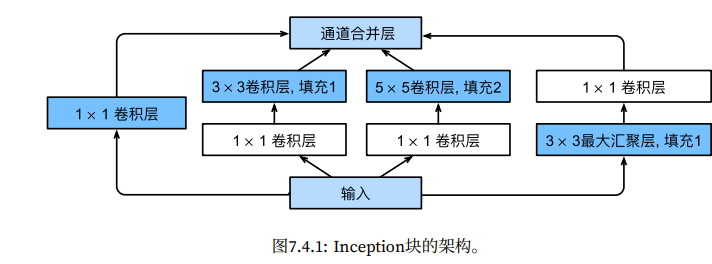 通道合并层
3 × 3卷积层, 填充1
5 × 5卷积层, 填充2
1 × 1 卷积层
1 × 1 卷积层
1 × 1 卷积层
1 × 1 卷积层
3 × 3最大汇聚层, 填充1
输入
图7.4.1: Inception块的架构。